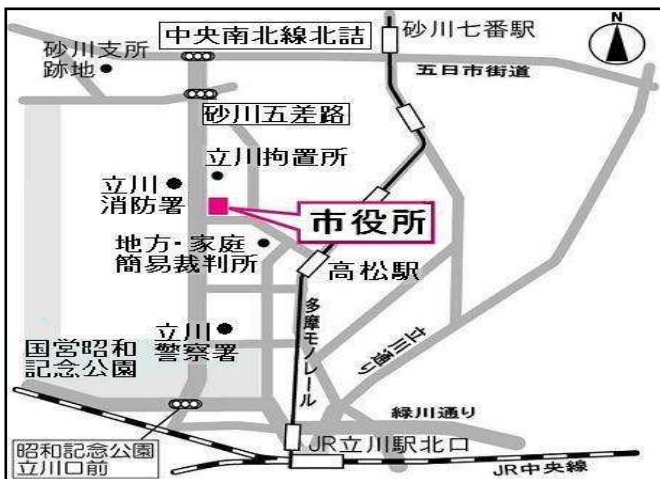 中央南北線北詰
砂川七番駅
N
砂川支所
跡地
五日市街道
砂川五差路
立川拘置所
立川
消防署
市役所
地方・家庭
簡易裁判所
高松駅
多摩モノレール
立川
警察署
国営昭和
記念公園
立川通り
緑川通り
昭和記念公園
立川口前
JR立川駅北口
JR中央線